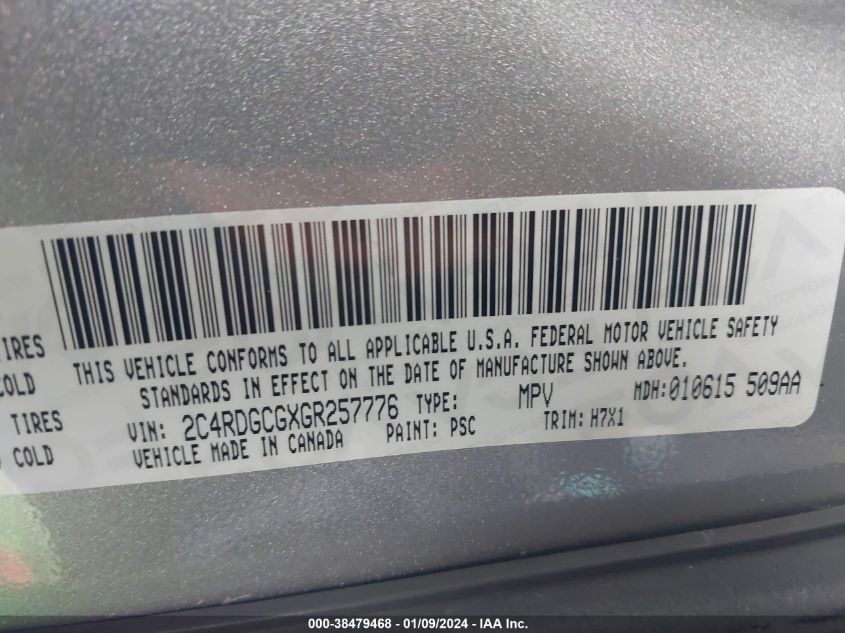 THIS VEHICLE CONFORMS TO ALL APPLICABLE U.S.A. FEDERAL MOTOR VEHICLE SAFETY
STANDARDS IN EFFECT ON THE DATE OF MANUFACTURE SHOWN ABOVE.
VIN: 2C4RDGCGXGR257776 TYPE: MPV MDH: 010615 509AA
VEHICLE MADE IN CANADA PAINT: PSC TRIM: H7X1
TIRES
COLD
TIRES
COLD
000-38479468 - 01/09/2024 - IAA Inc.